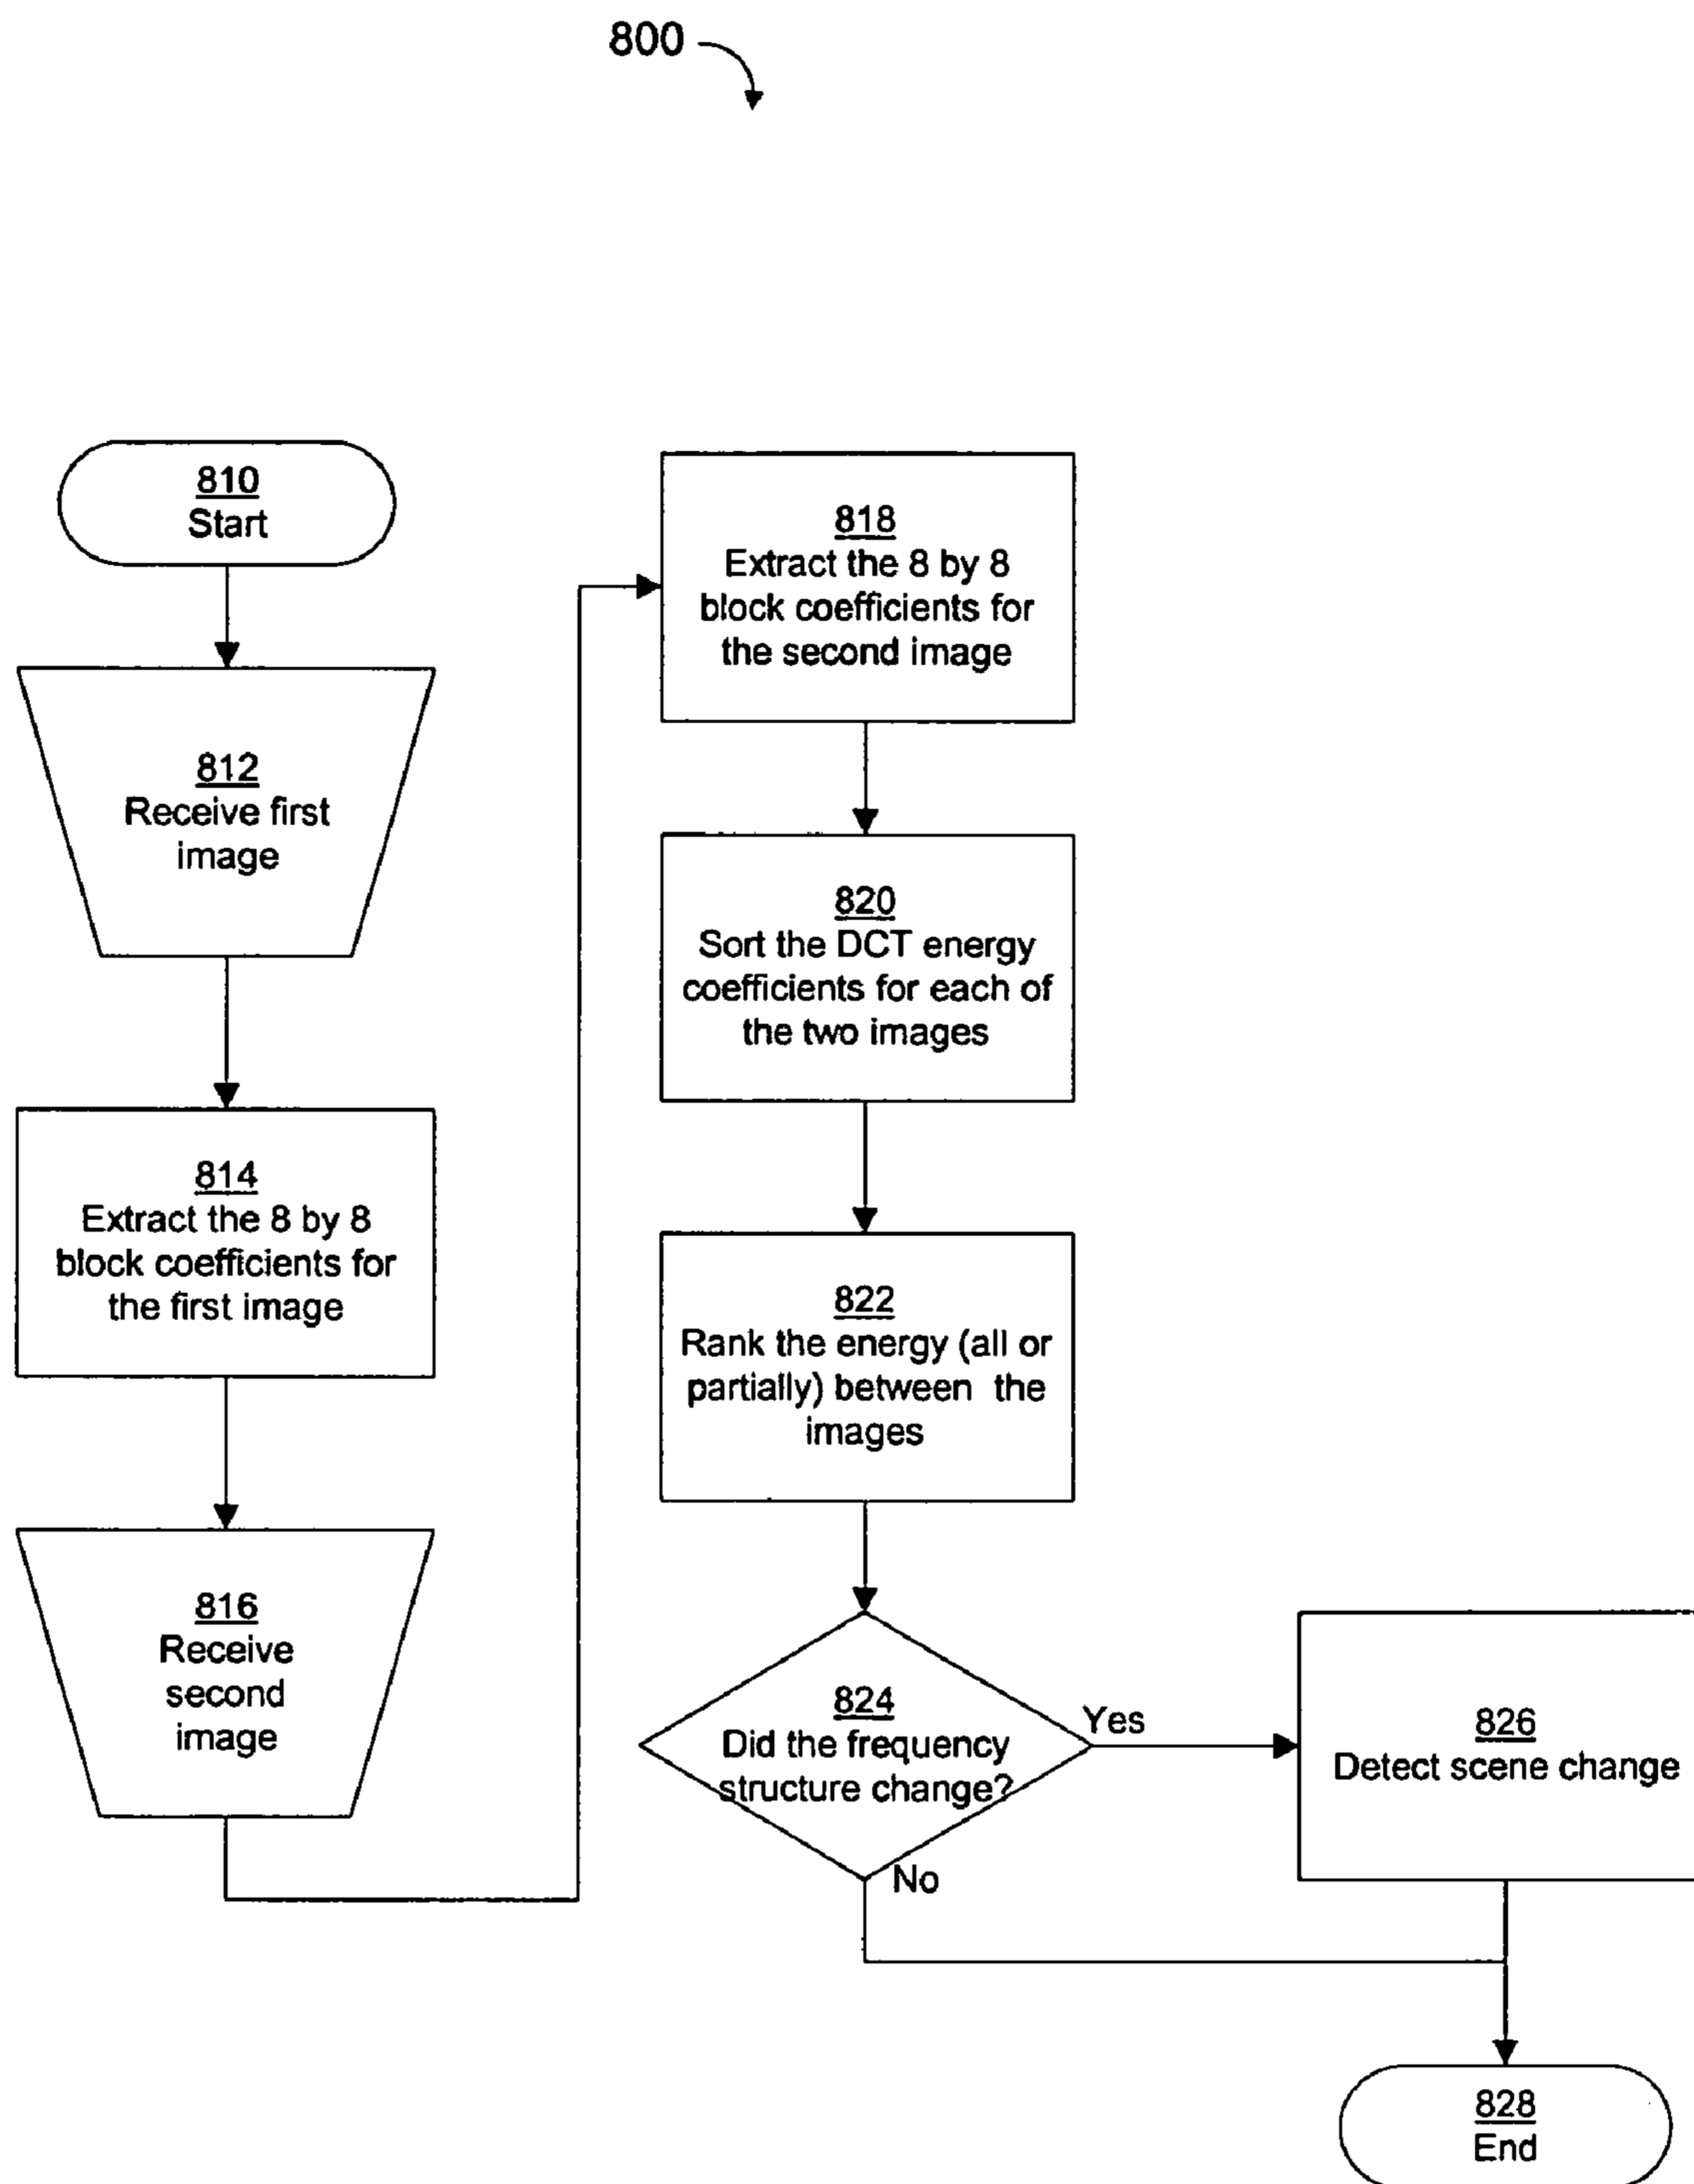 800
810
Start
812
Receive first
image
814
Extract the 8 by 8
block coefficients for
the first image
816
Receive
second
image
818
Extract the 8 by 8
block coefficients for
the second image
820
Sort the DCT energy
coefficients for each of
the two images
822
Rank the energy (all or
partially) between the
images
824
Did the frequency
structure change?
Yes
No
826
Detect scene change
828
End